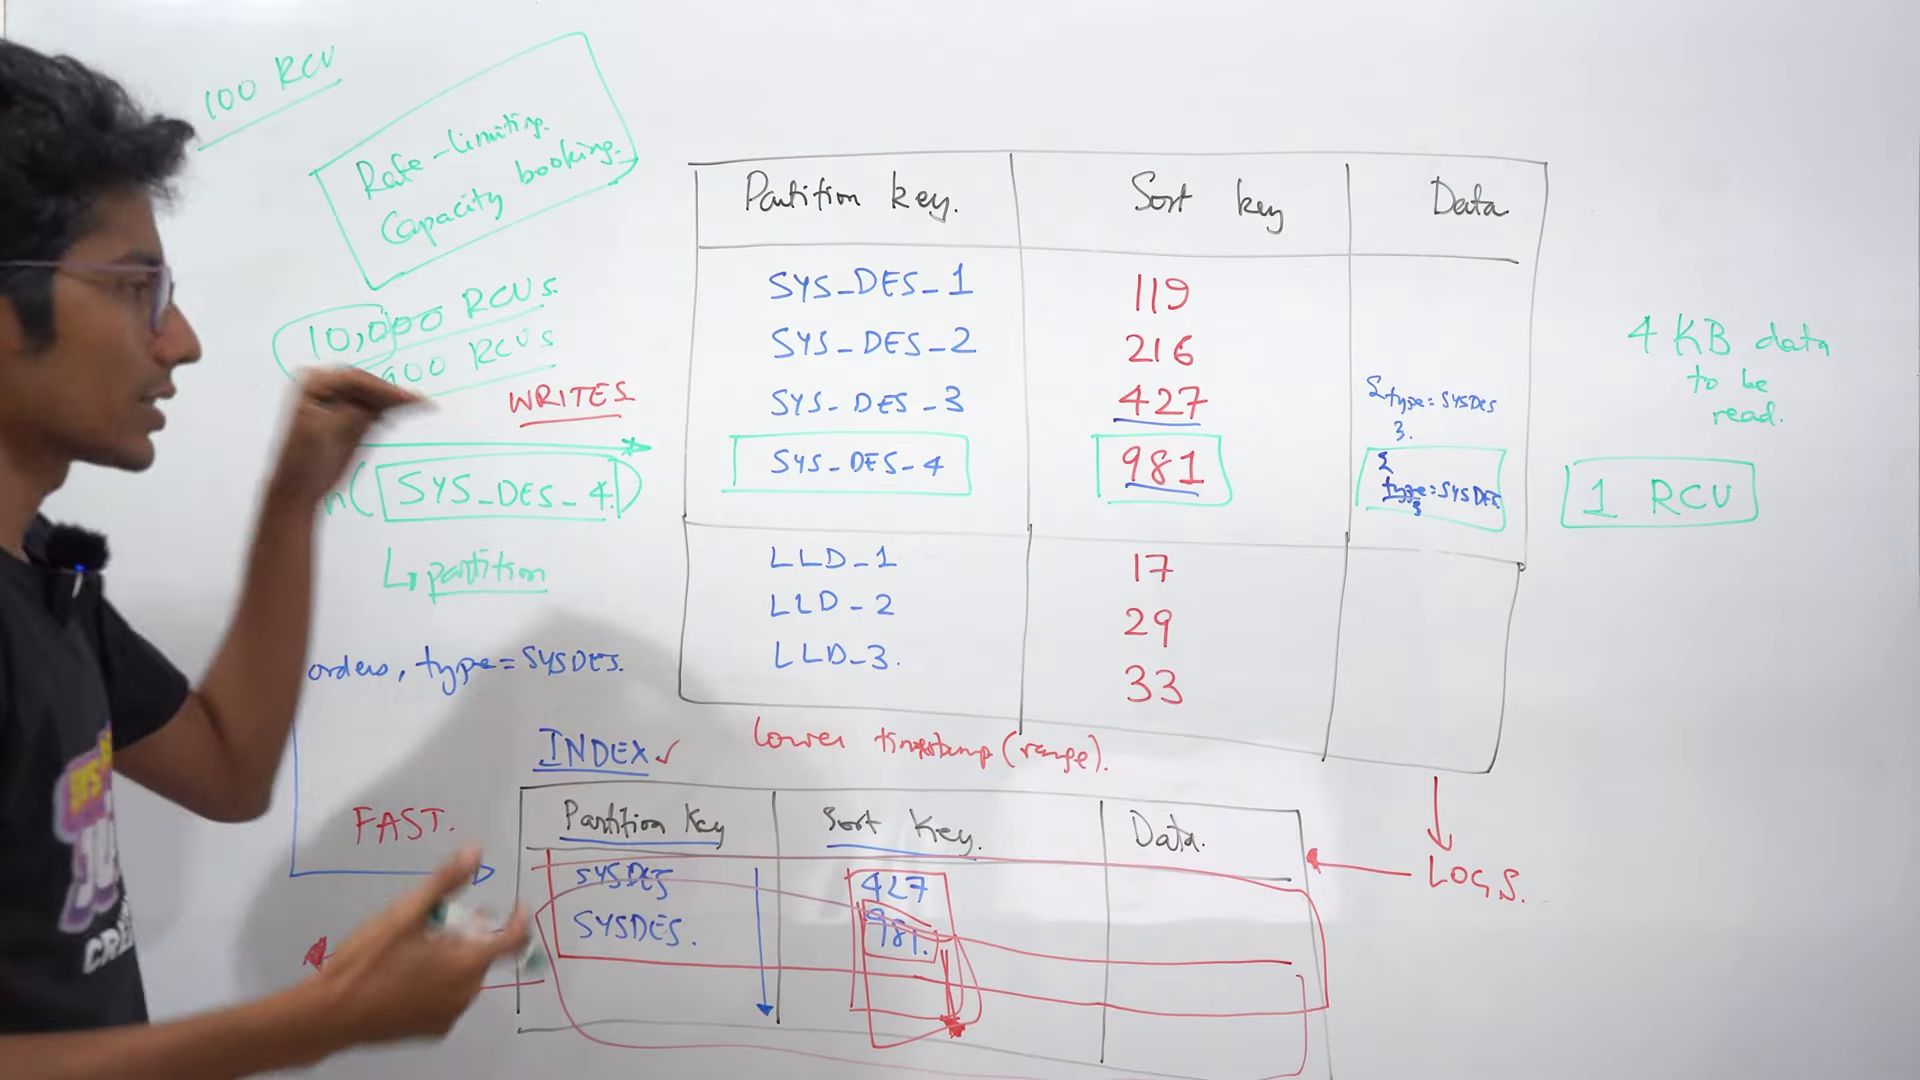 100 RCU
Rate-limiting.
Capacity booking.
10,000 RCUs.
RCUs
WRITES
(SYS_DES_4)
partition
orders, type=SYSDES.
Partition key. Sort key Data
SYS_DES_1 119
SYS_DES_2 216
SYS_DES_3 427 {type=SYSDES
}.
SYS_DES_4 981 {
type=SYSDES
}
LLD_1 17
LLD_2 29
LLD_3. 33
4 KB data
to be
read.
1 RCU
INDEX✓
lower timestamp (range).
FAST.
Partition Key Sort Key. Data.
SYSDES 427
SYSDES. 981.
LOGS.